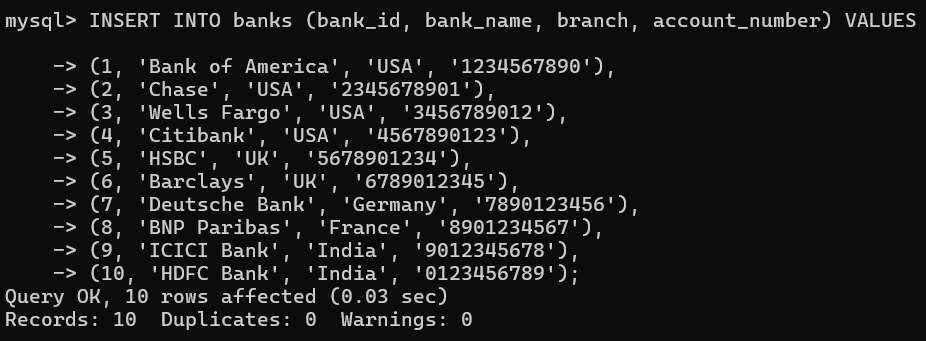 mysql> INSERT INTO banks (bank_id, bank_name, branch, account_number) VALUES
    -> (1, 'Bank of America', 'USA', '1234567890'),
    -> (2, 'Chase', 'USA', '2345678901'),
    -> (3, 'Wells Fargo', 'USA', '3456789012'),
    -> (4, 'Citibank', 'USA', '4567890123'),
    -> (5, 'HSBC', 'UK', '5678901234'),
    -> (6, 'Barclays', 'UK', '6789012345'),
    -> (7, 'Deutsche Bank', 'Germany', '7890123456'),
    -> (8, 'BNP Paribas', 'France', '8901234567'),
    -> (9, 'ICICI Bank', 'India', '9012345678'),
    -> (10, 'HDFC Bank', 'India', '0123456789');
Query OK, 10 rows affected (0.03 sec)
Records: 10  Duplicates: 0  Warnings: 0